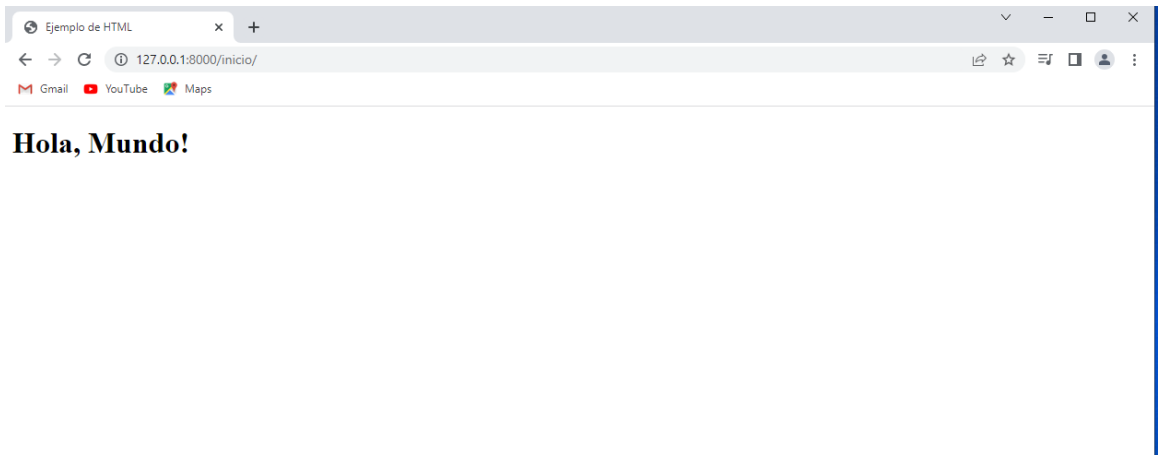 Ejemplo de HTML
127.0.0.1:8000/inicio/
Gmail YouTube Maps
Hola, Mundo!